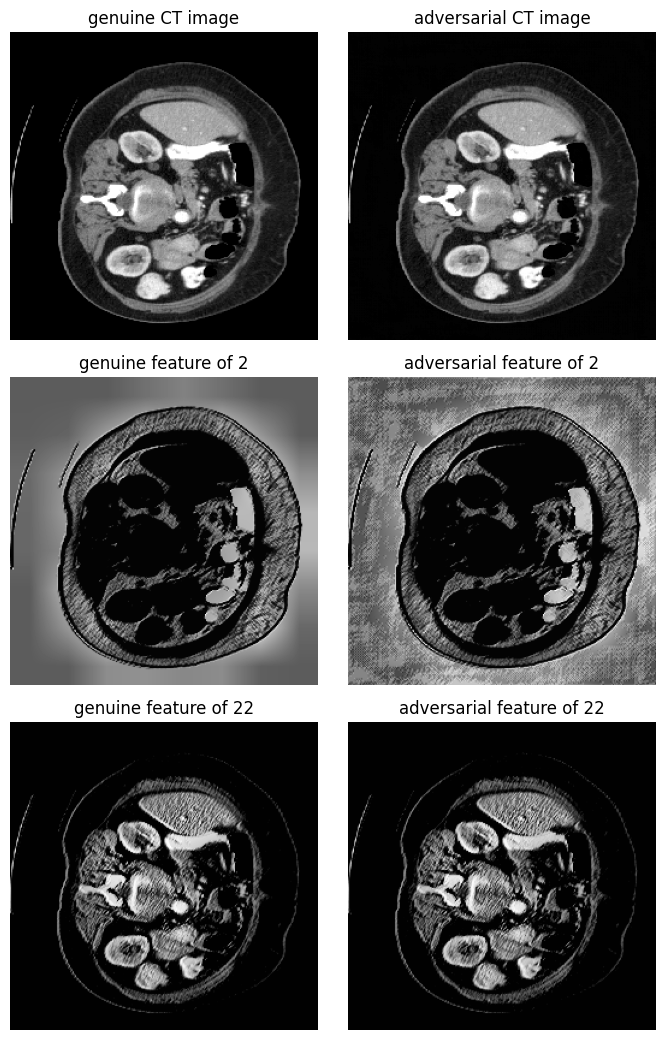 genuine CT image
adversarial CT image
genuine feature of 2
adversarial feature of 2
genuine feature of 22
adversarial feature of 22